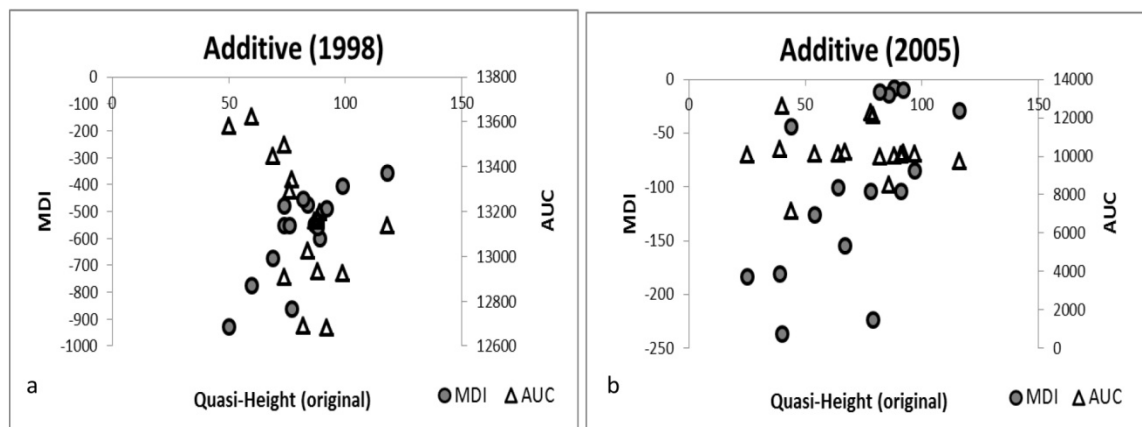 Additive (1998)
0
-100
-200
-300
-400
-500
-600
-700
-800
-900
-1000
MDI
0
50
100
150
13800
13600
13400
13200
13000
12800
12600
AUC
a
Quasi-Height (original)
MDI
AUC
Additive (2005)
0
-50
-100
-150
-200
-250
MDI
0
50
100
150
14000
12000
10000
8000
6000
4000
2000
0
AUC
b
Quasi-Height (original)
MDI
AUC